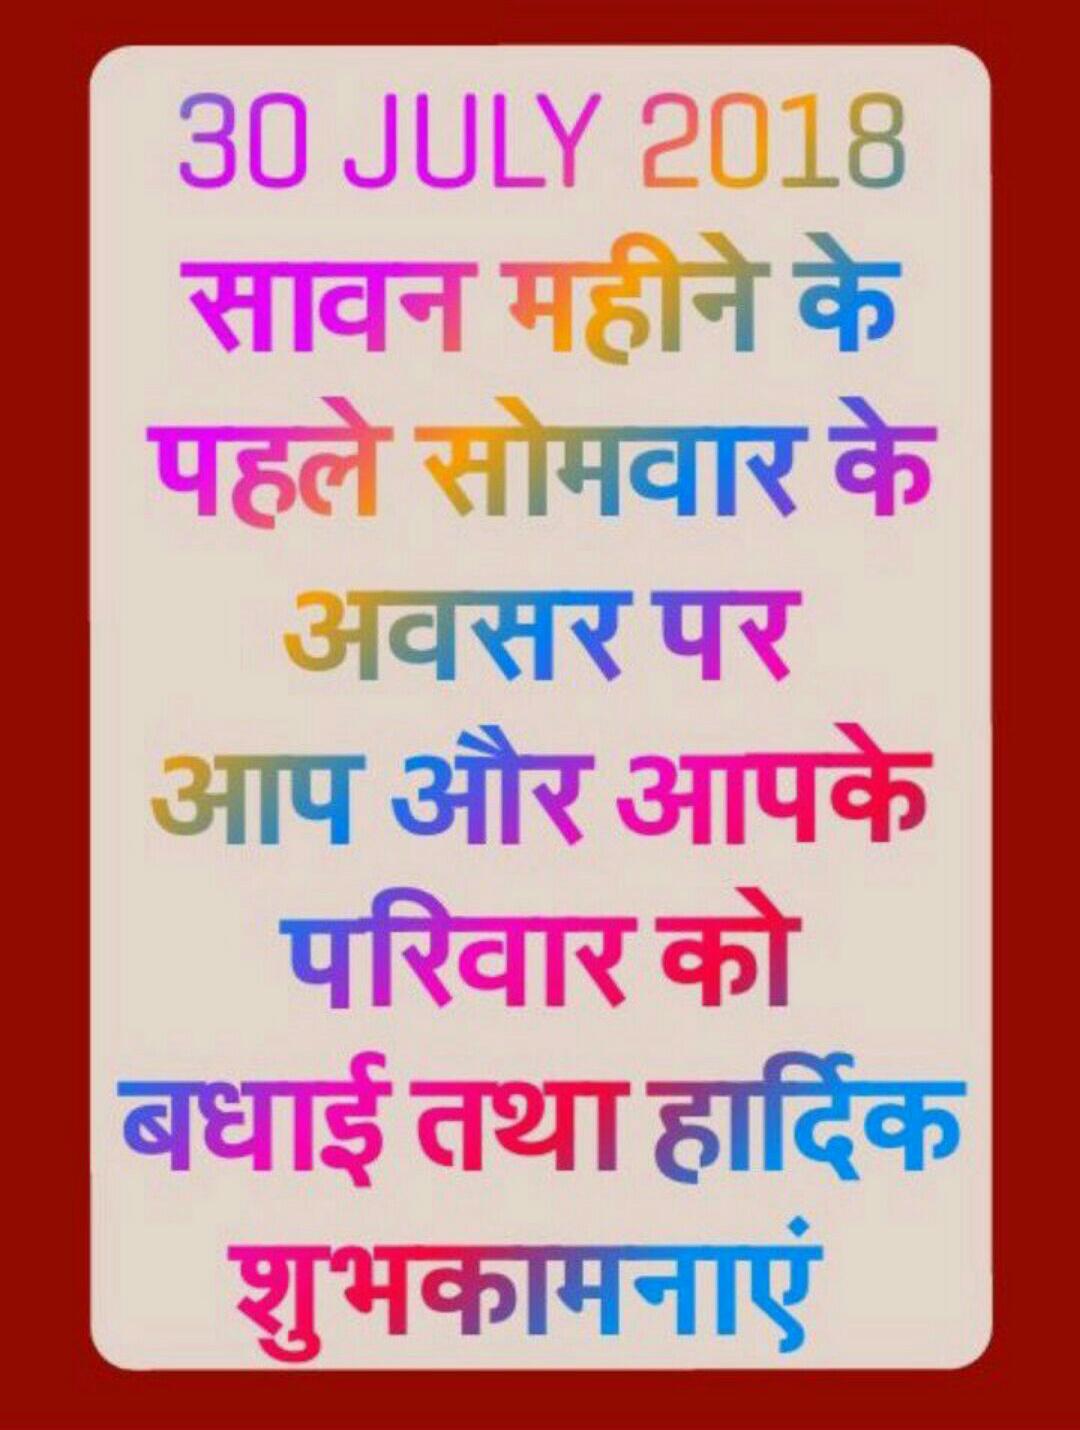 30 JULY 2018
सावन महीने के
पहले सोमवार के
अवसर पर
आप और आपके
परिवार को
बधाई तथा हार्दिक
शुभकामनाएं